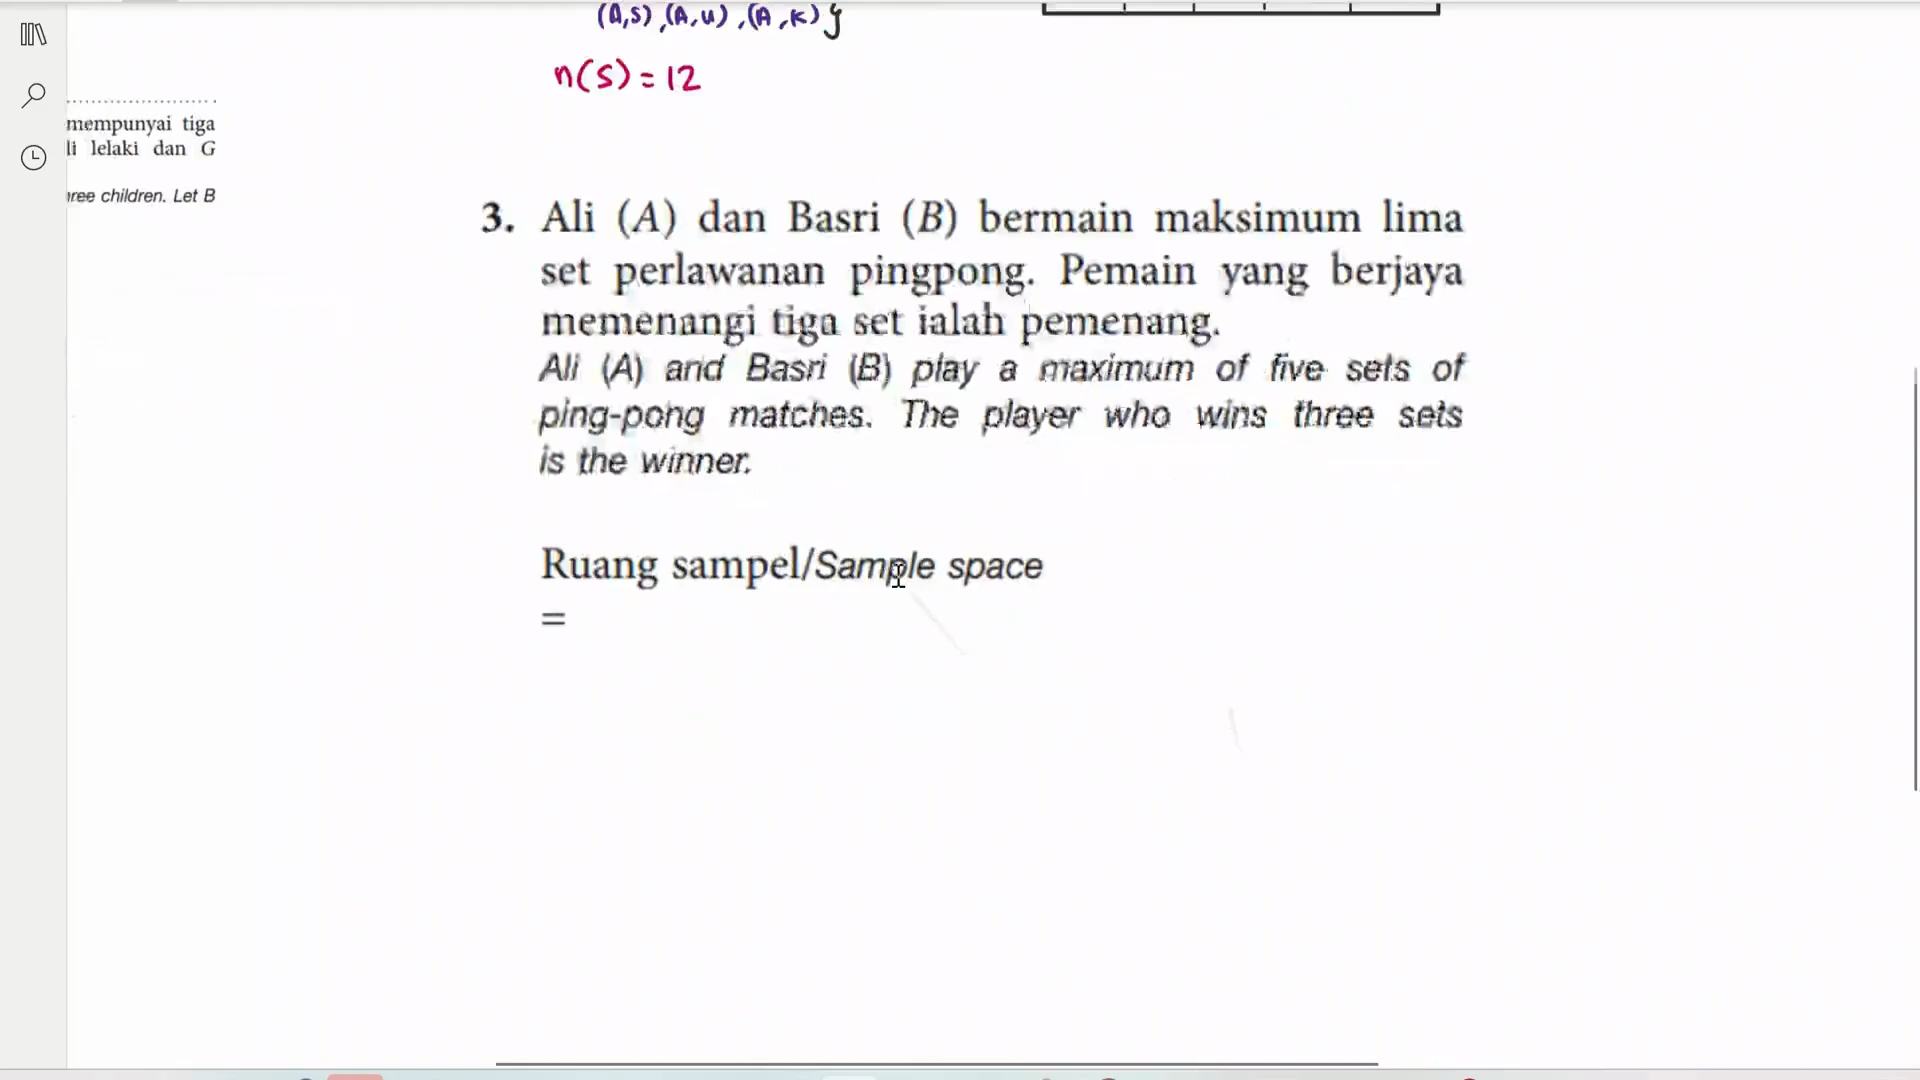 (A,S),(A,U),(A,K)}
n(S)=12
mempunyai tiga
li lelaki dan G
ree children. Let B
3. Ali (A) dan Basri (B) bermain maksimum lima
set perlawanan pingpong. Pemain yang berjaya
memenangi tiga set ialah pemenang.
Ali (A) and Basri (B) play a maximum of five sets of
ping-pong matches. The player who wins three sets
is the winner.
Ruang sampel/Sample space
=